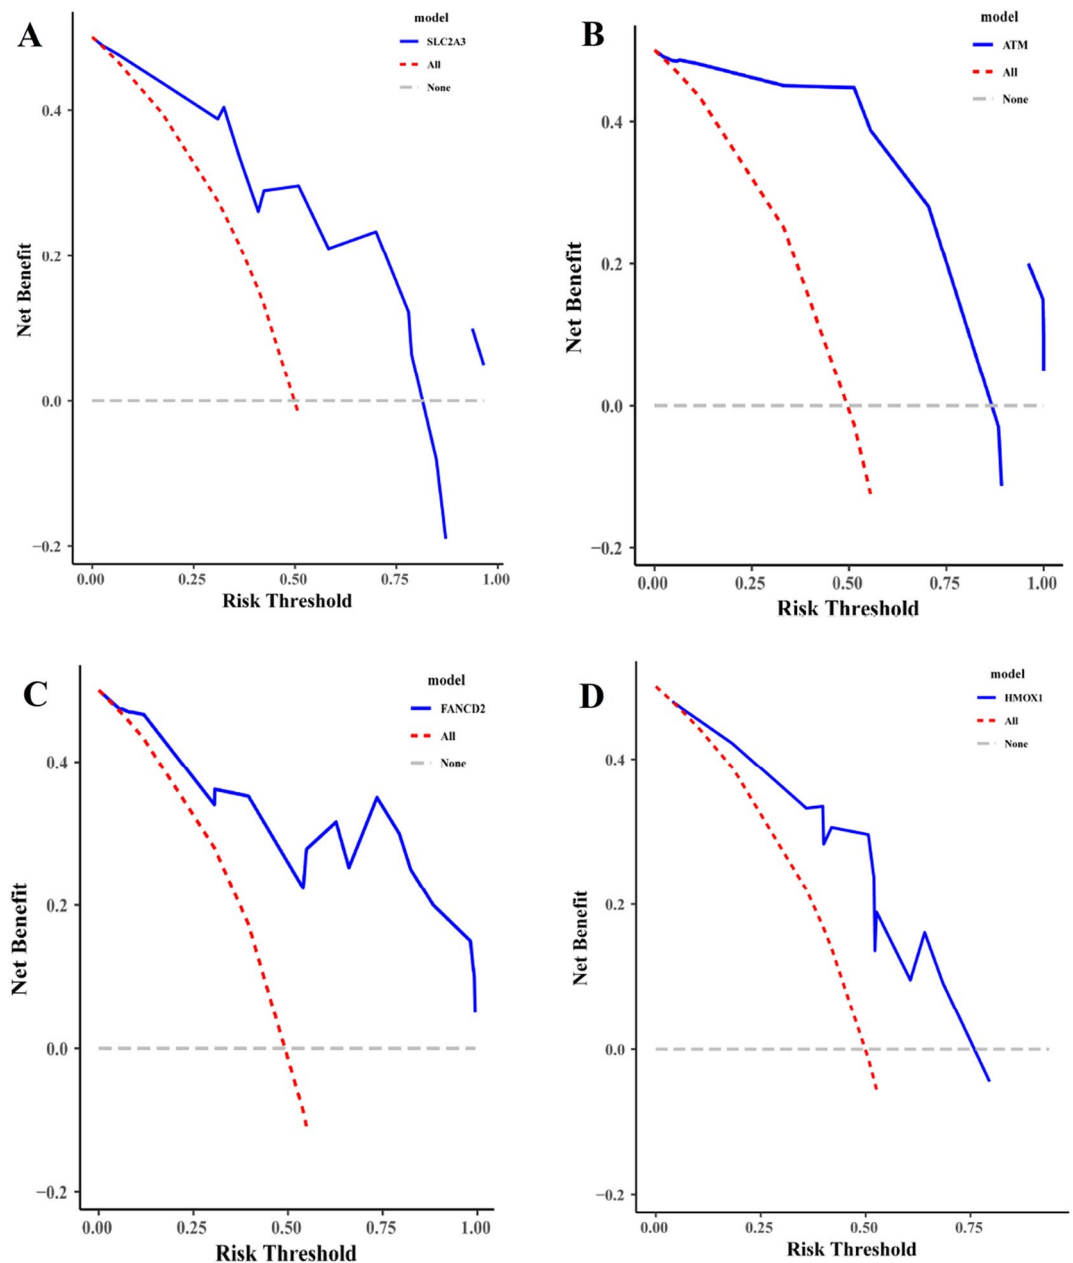 A
model
SLC2A3
All
None
Net Benefit
0.4
0.2
0.0
−0.2
0.00 0.25 0.50 0.75 1.00
Risk Threshold
B
model
ATM
All
None
Net Benefit
0.4
0.2
0.0
−0.2
0.00 0.25 0.50 0.75 1.00
Risk Threshold
C
model
FANCD2
All
None
Net Benefit
0.4
0.2
0.0
−0.2
0.00 0.25 0.50 0.75 1.00
Risk Threshold
D
model
HMOX1
All
None
Net Benefit
0.4
0.2
0.0
−0.2
0.00 0.25 0.50 0.75
Risk Threshold